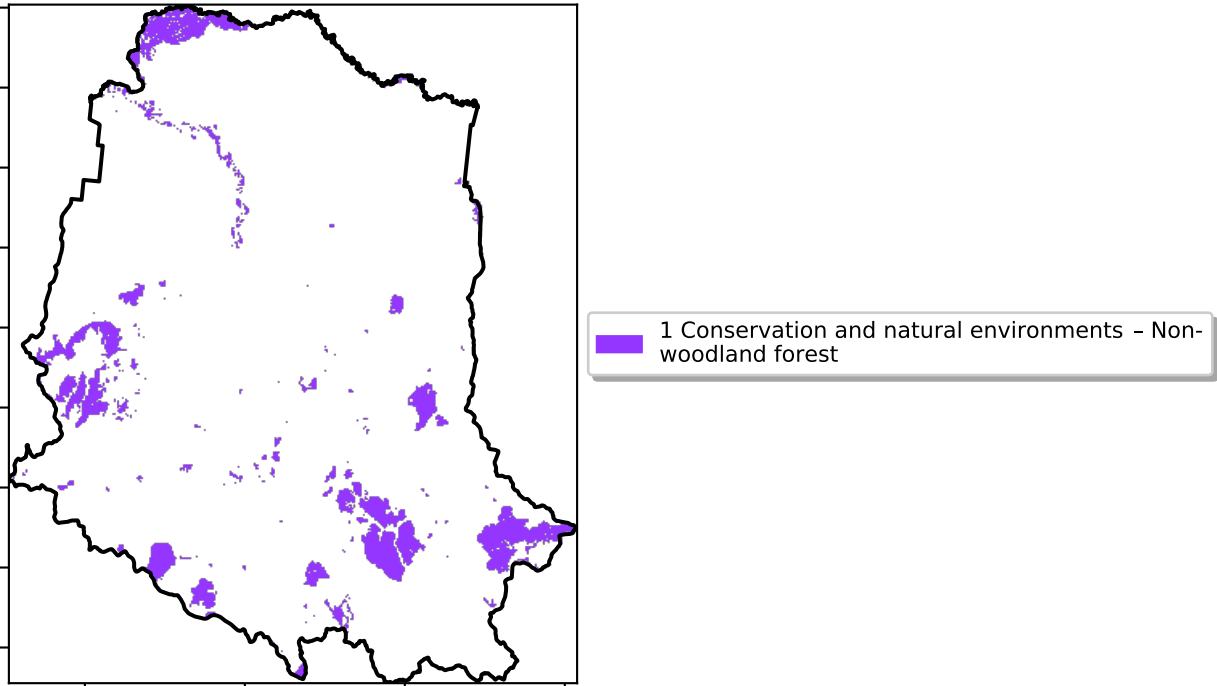 1 Conservation and natural environments – Non-
woodland forest